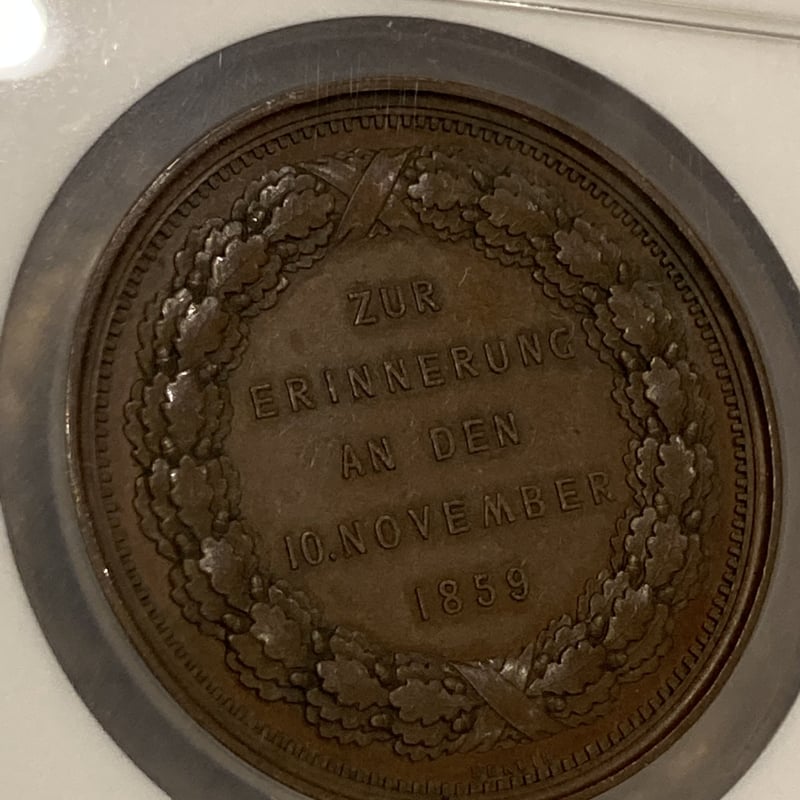 ZUR
ERINNERUNG
AN DEN
10. NOVEMBER
1859